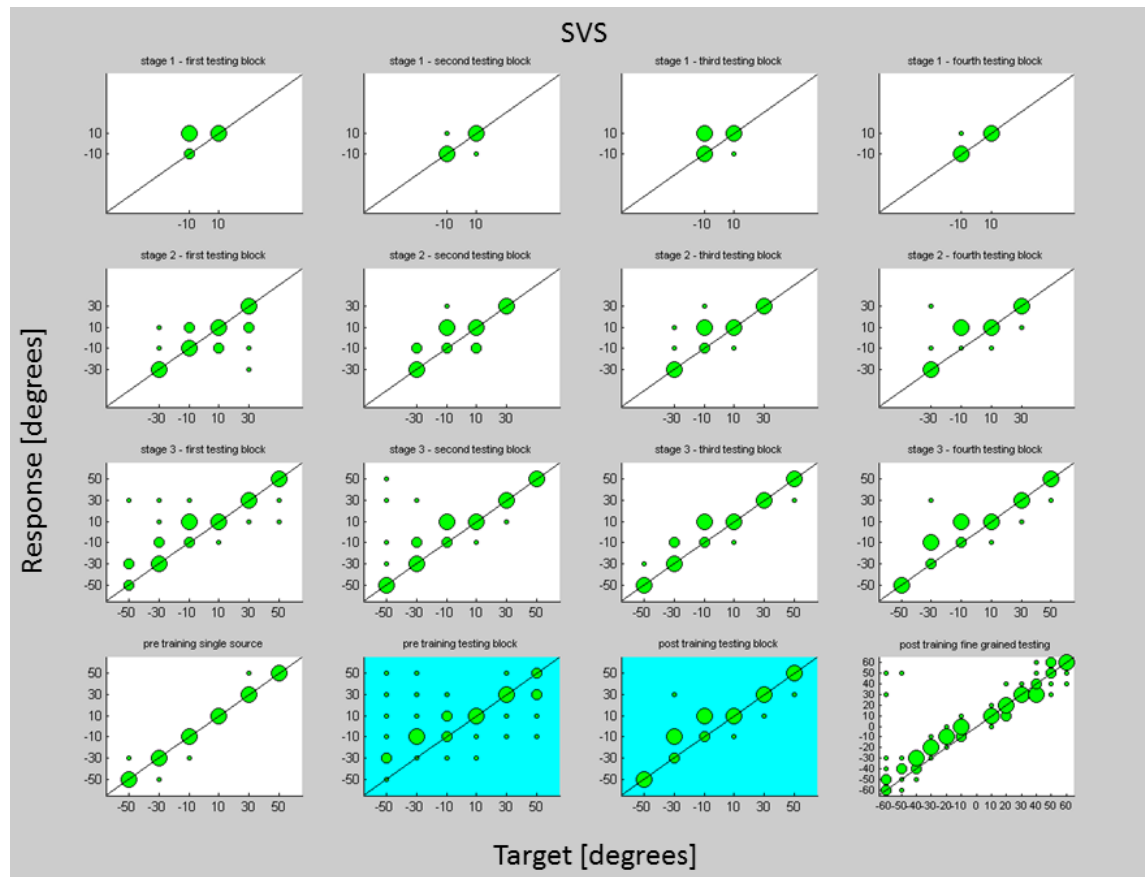 SVS
stage 1 - first testing block
stage 1 - second testing block
stage 1 - third testing block
stage 1 - fourth testing block
10
-10
-10 10
10
-10
-10 10
10
-10
-10 10
10
-10
-10 10
stage 2 - first testing block
stage 2 - second testing block
stage 2 - third testing block
stage 2 - fourth testing block
30
10
-10
-30
-30 -10 10 30
30
10
-10
-30
-30 -10 10 30
30
10
-10
-30
-30 -10 10 30
30
10
-10
-30
-30 -10 10 30
Response [degrees]
stage 3 - first testing block
stage 3 - second testing block
stage 3 - third testing block
stage 3 - fourth testing block
50
30
10
-10
-30
-50
-50 -30 -10 10 30 50
50
30
10
-10
-30
-50
-50 -30 -10 10 30 50
50
30
10
-10
-30
-50
-50 -30 -10 10 30 50
50
30
10
-10
-30
-50
-50 -30 -10 10 30 50
pre training single source
pre training testing block
post training testing block
post training fine grained testing
50
30
10
-10
-30
-50
-50 -30 -10 10 30 50
50
30
10
-10
-30
-50
-50 -30 -10 10 30 50
50
30
10
-10
-30
-50
-50 -30 -10 10 30 50
60
50
40
30
20
10
0
-10
-20
-30
-40
-50
-60
-60 -50 -40 -30 -20 -10 0 10 20 30 40 50 60
Target [degrees]